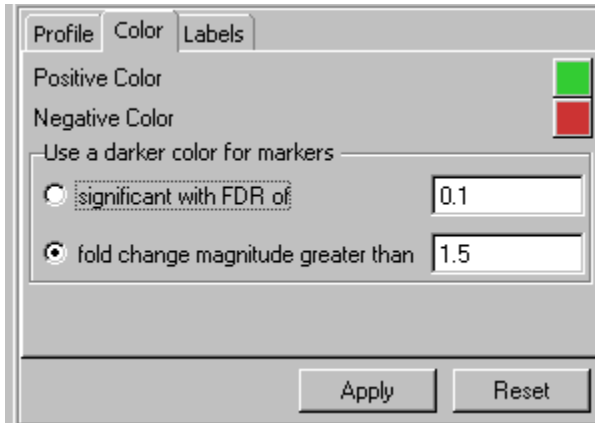 Profile Color Labels
Positive Color
Negative Color
Use a darker color for markers
significant with FDR of 0.1
fold change magnitude greater than 1.5
Apply Reset